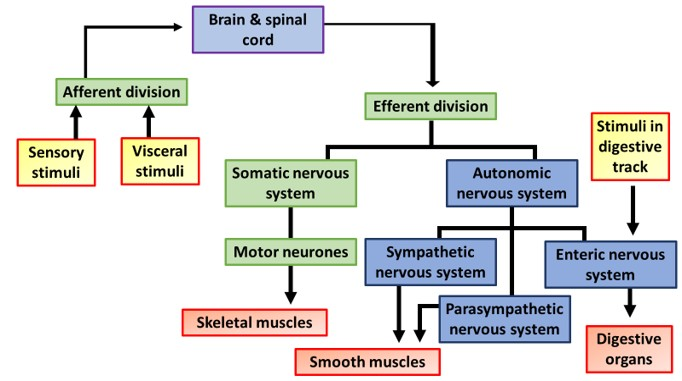 Brain & spinal
cord
Afferent division
Efferent division
Sensory
stimuli
Visceral
stimuli
Stimuli in
digestive
track
Somatic nervous
system
Autonomic
nervous system
Motor neurones
Sympathetic
nervous system
Enteric nervous
system
Skeletal muscles
Parasympathetic
nervous system
Smooth muscles
Digestive
organs